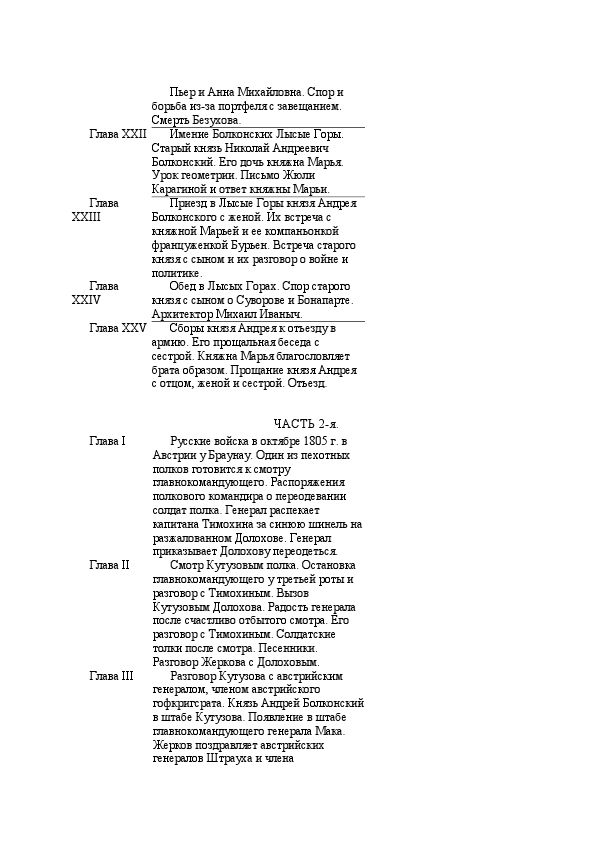 Пьер и Анна Михайловна. Спор и
борьба из-за портфеля с завещанием.
Смерть Безухова.
Глава XXII Имение Болконских Лысые Горы.
Старый князь Николай Андреевич
Болконский. Его дочь княжна Марья.
Урок геометрии. Письмо Жюли
Карагиной и ответ княжны Марьи.
Глава Приезд в Лысые Горы князя Андрея
XXIII Болконского с женой. Их встреча с
княжной Марьей и ее компаньонкой
француженкой Бурьен. Встреча старого
князя с сыном и их разговор о войне и
политике.
Глава Обед в Лысых Горах. Спор старого
XXIV князя с сыном о Суворове и Бонапарте.
Архитектор Михаил Иваныч.
Глава XXV Сборы князя Андрея к отъезду в
армию. Его прощальная беседа с
сестрой. Княжна Марья благословляет
брата образом. Прощание князя Андрея
с отцом, женой и сестрой. Отъезд.
ЧАСТЬ 2-я.
Глава I Русские войска в октябре 1805 г. в
Австрии у Браунау. Один из пехотных
полков готовится к смотру
главнокомандующего. Распоряжения
полкового командира о переодевании
солдат полка. Генерал распекает
капитана Тимохина за синюю шинель на
разжалованном Долохове. Генерал
приказывает Долохову переодеться.
Глава II Смотр Кутузовым полка. Остановка
главнокомандующего у третьей роты и
разговор с Тимохиным. Вызов
Кутузовым Долохова. Радость генерала
после счастливо отбытого смотра. Его
разговор с Тимохиным. Солдатские
толки после смотра. Песенники.
Разговор Жеркова с Долоховым.
Глава III Разговор Кутузова с австрийским
генералом, членом австрийского
гофкригсрата. Князь Андрей Болконский
в штабе Кутузова. Появление в штабе
главнокомандующего генерала Мака.
Жерков поздравляет австрийских
генералов Штрауха и члена